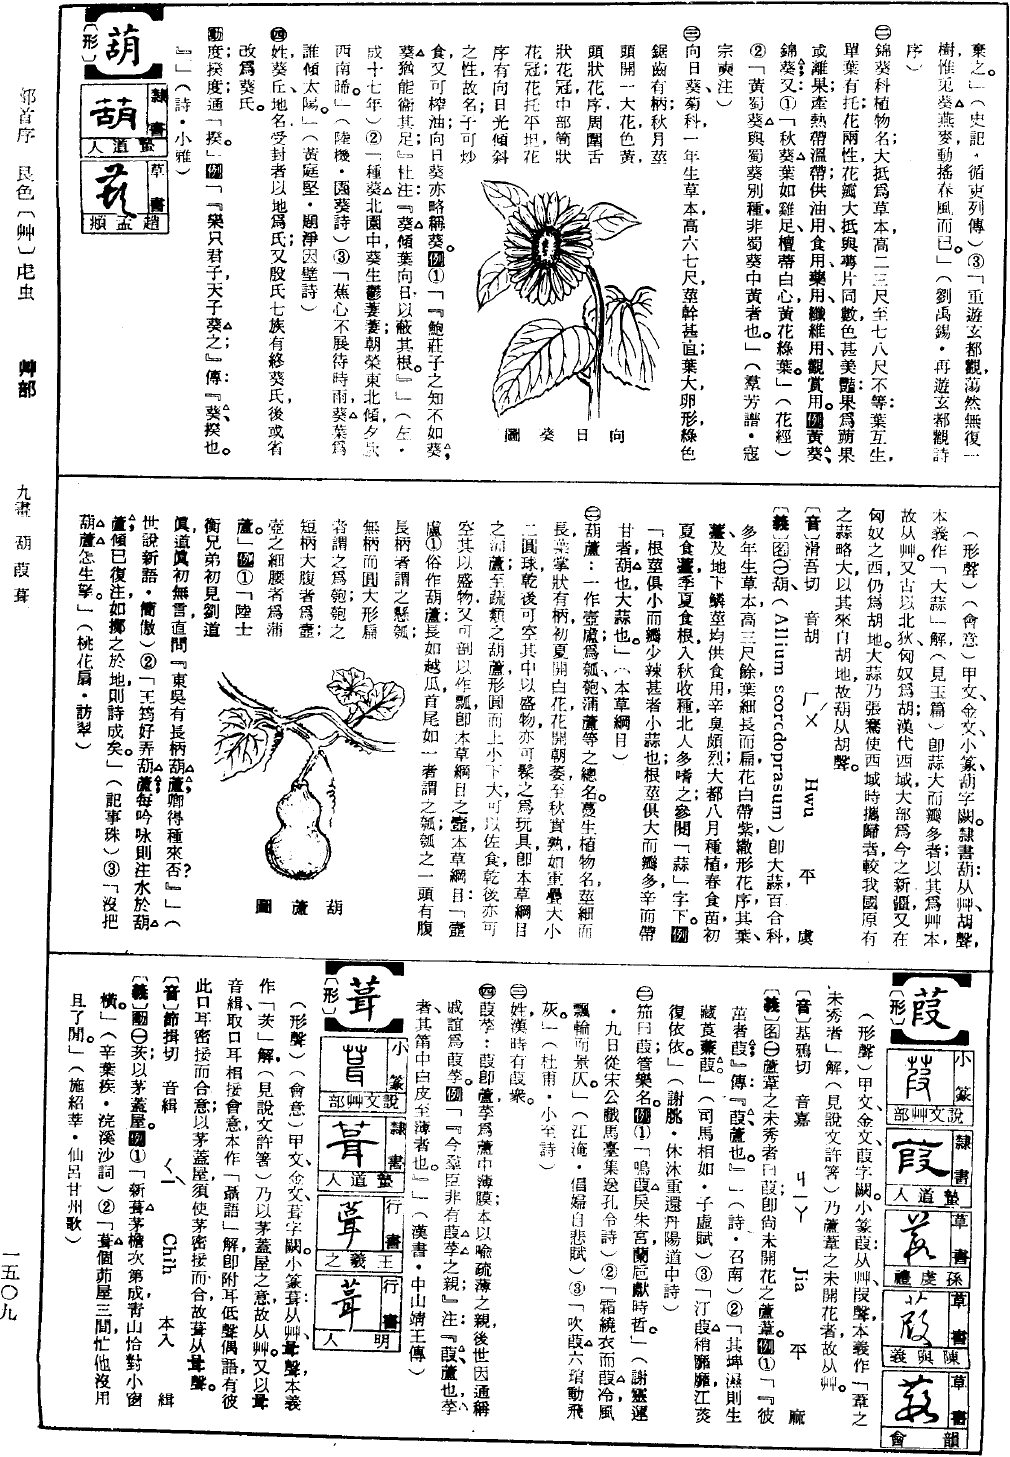 棄之。」(史記·循吏列傳)③「重遊玄都觀,蕩然無復一
樹,惟兎葵燕麥,動搖春風而已。」(劉禹錫·再遊玄都觀詩
序)
㊁錦葵科植物名,大抵爲草本,高二三尺至七八尺不等;葉互生,
單葉有托;花兩性,花瓣大抵與萼片同數,色甚美豔;果爲蒴果
或離果;產熱帶溫帶;供油用、食用、藥用、纖維用、觀賞用。例黃葵、
錦葵。又①「秋葵,葉如雞足,檀蒂白心,黃花綠葉。」(花經)
②「黃蜀葵與蜀葵別種,非蜀葵中黃者也。」(羣芳譜·寇
宗奭注)
㊂向日葵,菊科,一年生草本,高六七尺,莖幹甚直;葉大,卵形,綠色
鋸齒,有柄;秋月莖
頭開一大花,色黃,
頭狀花序,周圍舌
狀花冠,中部筒狀
花冠,花托平坦;花
序有向日光傾斜
之性,故名;子可炒
食,又可榨油;向日葵亦略稱葵。例①「『鮑莊子之知不如葵,
葵猶能衛其足。』杜注:『葵傾葉向日,以蔽其根。』」(左·
成十七年)②「種葵北園中,葵生鬱萋萋;朝榮東北傾,夕穎
西南晞。」(陸機·園葵詩)③「蕉心不展待時雨,葵葉爲
誰傾太陽。」(黃庭堅·題淨因壁詩)
㊃姓,葵丘,地名,受封者以地爲氏;又殷氏七族有終葵氏,後或省
改爲葵氏。
動度;揆度;通「揆。」例「『樂只君子,天子葵之。』傳:『葵,揆也。
』」(詩·小雅)
向日葵圖
葫
〔形〕
隸書
葫
蟄道人
草書
趙孟頫
部首序 艮色〔艸〕虍虫
艸部
九畫 葫葭葺
一五〇九
(形聲)(會意)甲文、金文、小篆葫字闕。隸書葫:从艸、胡聲,
本義作「大蒜」解(見玉篇)卽蒜大而瓣多者;以其爲艸本,
故从艸。又古以北狄、匈奴爲胡;漢代西域大部爲今之新疆,又在
匈奴之西,仍爲胡地。大蒜乃張騫使西域時攜歸者,較我國原有
之蒜略大,以其來自胡地,故葫从胡聲。
〔音〕滑吾切 音胡 ㄏㄨˊ Hwu 平 虞
〔義〕名㊀葫(Allium scordoprasum)卽大蒜,百合科,
多年生草本,高三尺餘;葉細長而扁;花白帶紫,繖形花序;其葉、
薹及地下鱗莖均供食用,辛臭頗烈;大都八月種植,春食苗,初
夏食薹,季夏食根,入秋收種;北人多嗜之;參閱「蒜」字下。例
「根莖俱小而瓣少辣甚者,小蒜也;根莖俱大而瓣多辛而帶
甘者,葫也,大蒜也。」(本草綱目)
㊁葫蘆:一作壺盧,爲瓠、匏、蒲蘆等之總名。蔓生植物名,莖細而
長;葉掌狀有柄;初夏開白花,花開朝萎;至秋實熟,如重疊大小
二圓球,乾後可空其中以盛物,亦可髹之爲玩具;卽本草綱目
之蒲蘆。至蔬類之葫蘆,形圓而上小下大,可以佐食,乾後亦可
空其以盛物,又可剖以作瓢,卽本草綱目之壺。本草綱目:「壺
盧①俗作葫蘆;長如越瓜首尾如一者謂之瓠;瓠之一頭有腹
長柄者謂之懸瓠;
無柄而圓大形扁
者謂之爲匏;匏之
短柄大腹者爲壺;
壺之細腰者爲蒲
蘆。」例①「陸士
衡兄弟初見劉道
眞,道眞初無言,直問『東吳有長柄葫蘆,卿得種來否?』」(
世說新語·簡傲)②「王筠好弄葫蘆,每吟咏則注水於葫
蘆,傾已復注,如擲之於地則詩成矣。」(記事珠)③「沒把
葫蘆怎生拏。」(桃花扇·訪翠)
葫蘆圖
葭
〔形〕
小篆
說文艸部
隸書
葭
蟄道人
草書
孫虔禮
草書
陳與義
草書
韻會
(形聲)甲文、金文葭字闕。小篆葭:从艸、叚聲,本義作「葦之
未秀者」解(見說文許箸)乃蘆葦之未開花者,故从艸。
〔音〕基鴉切 音嘉 ㄐㄧㄚ Jia 平 麻
〔義〕名㊀蘆葦之未秀者曰葭,卽尚未開花之蘆葦。例①「『彼
茁者葭。』傳:『葭,蘆也。』」(詩·召南)②「其埤濕則生
藏莨蒹葭。」(司馬相如·子虛賦)③「汀葭稍靡靡,江菼
復依依。」(謝朓·休沐重還丹陽道中詩)
㊁笳曰葭,管樂名。例①「鳴葭戾朱宮,蘭卮獻時哲。」(謝靈運
·九日從宋公戲馬臺集送孔令詩)②「霜繞衣而葭冷,風
飄輪而景仄。」(江淹·倡婦自悲賦)③「吹葭六琯動飛
灰。」(杜甫·小至詩)
㊂姓,漢時有葭衆。
㊃葭莩:葭卽蘆,莩爲蘆中薄膜;本以喻疏薄之親,後世因通稱
戚誼爲葭莩。例「『今羣臣非有葭莩之親。』注:『葭,蘆也;莩
者,其筩中白皮至薄者也。』」(漢書·中山靖王傳)
葺
〔形〕
小篆
說文艸部
隸書
葺
蟄道人
行書
葺
王羲之
行書
葺
明人
(形聲)(會意)甲文、金文葺字闕。小篆葺:从艸、咠聲,本義
作「茨」解(見說文許箸)乃以茅蓋屋之意,故从艸。又以咠
音緝,取口耳相接會意,本作「聶語」解,卽附耳低聲偶語,有彼
此口耳密接而合意;以茅蓋屋須使茅密接而合,故葺从咠聲。
〔音〕節揖切 音緝 ㄑㄧˋ Chih 本入 緝
〔義〕動㊀茨;以茅蓋屋。例①「新葺茅檐次第成,靑山恰對小窗
橫。」(辛棄疾·浣溪沙詞)②「葺個茆屋三間,忙他沒用
且了閒。」(施紹莘·仙呂甘州歌)